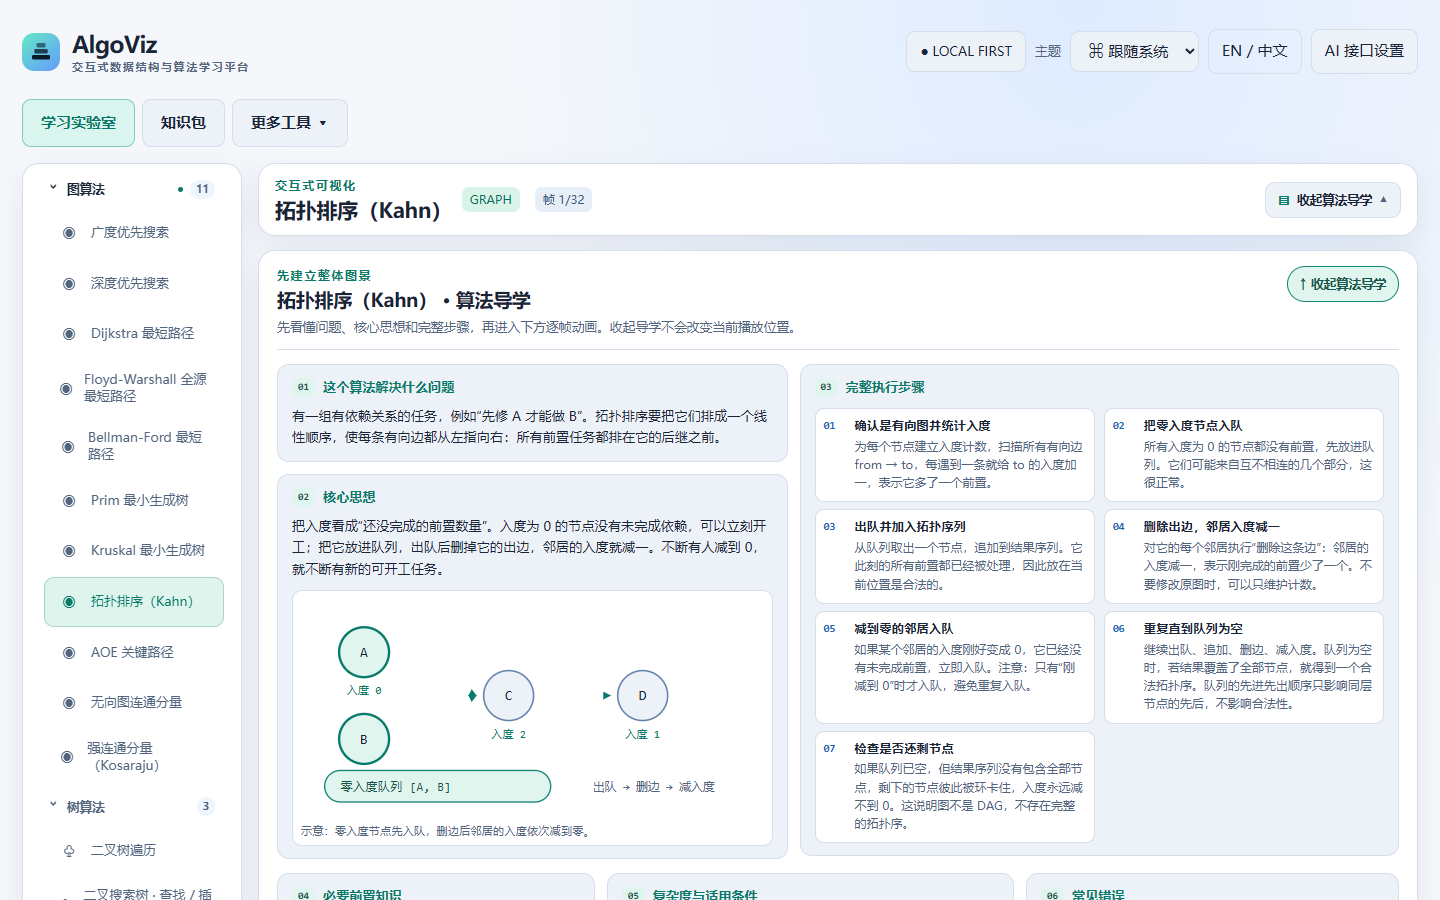 AlgoViz
交互式数据结构与算法学习平台
● LOCAL FIRST
主题
⌘ 跟随系统
EN / 中文
AI 接口设置
学习实验室
知识包
更多工具 ▾
图算法
11
广度优先搜索
深度优先搜索
Dijkstra 最短路径
Floyd-Warshall 全源
最短路径
Bellman-Ford 最短
路径
Prim 最小生成树
Kruskal 最小生成树
拓扑排序（Kahn）
AOE 关键路径
无向图连通分量
强连通分量
（Kosaraju）
树算法
3
二叉树遍历
二叉搜索树 · 查找 / 插
交互式可视化
拓扑排序（Kahn）
GRAPH
帧 1/32
收起算法导学 ▲
先建立整体图景
拓扑排序（Kahn） • 算法导学
先看懂问题、核心思想和完整步骤，再进入下方逐帧动画。收起导学不会改变当前播放位置。
↑ 收起算法导学
01 这个算法解决什么问题
有一组有依赖关系的任务，例如“先修 A 才能做 B”。拓扑排序要把它们排成一个线
性顺序，使每条有向边都从左指向右：所有前置任务都排在它的后继之前。
02 核心思想
把入度看成“还没完成的前置数量”。入度为 0 的节点没有未完成依赖，可以立刻开
工；把它放进队列，出队后删掉它的出边，邻居的入度就减一。不断有人减到 0，
就不断有新的可开工任务。
A
入度 0
B
C
入度 2
D
入度 1
零入度队列 [A, B]
出队 → 删边 → 减入度
示意：零入度节点先入队，删边后邻居的入度依次减到零。
03 完整执行步骤
01 确认是有向图并统计入度
为每个节点建立入度计数，扫描所有有向边
from → to，每遇到一条就给 to 的入度加
一，表示它多了一个前置。
02 把零入度节点入队
所有入度为 0 的节点都没有前置，先放进队
列。它们可能来自互不相连的几个部分，这
很正常。
03 出队并加入拓扑序列
从队列取出一个节点，追加到结果序列。它
此刻的所有前置都已经被处理，因此放在当
前位置是合法的。
04 删除出边，邻居入度减一
对它的每个邻居执行“删除这条边”：邻居的
入度减一，表示刚完成的前置少了一个。不
要修改原图时，可以只维护计数。
05 减到零的邻居入队
如果某个邻居的入度刚好变成 0，它已经没
有未完成前置，立即入队。注意：只有“刚
减到 0”时才入队，避免重复入队。
06 重复直到队列为空
继续出队、追加、删边、减入度。队列为空
时，若结果覆盖了全部节点，就得到一个合
法拓扑序。队列的先进先出顺序只影响同层
节点的先后，不影响合法性。
07 检查是否还剩节点
如果队列已空，但结果序列没有包含全部节
点，剩下的节点彼此被环卡住，入度永远减
不到 0。这说明图不是 DAG，不存在完整
的拓扑序。
04 必要前置知识
05 复杂度与适用条件
06 常见错误